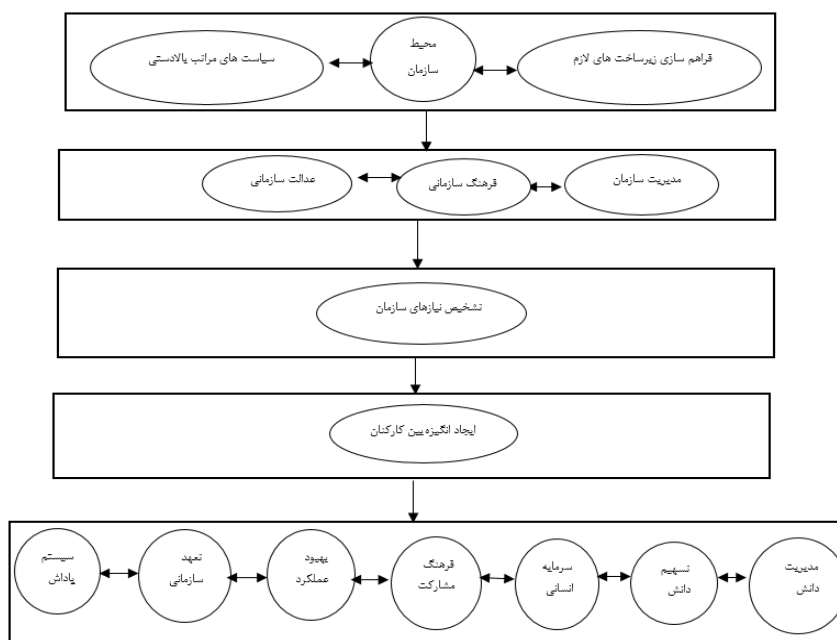 فراهم سازی زیرساخت های لازم
محیط
سازمان
سیاست های مراتب بالادستی
مدیریت سازمان
فرهنگ سازمانی
عدالت سازمانی
تشخیص نیازهای سازمان
ایجاد انگیزه بین کارکنان
مدیریت
دانش
تسهیم
دانش
سرمایه
انسانی
فرهنگ
مشارکت
بهبود
عملکرد
تعهد
سازمانی
سیستم
پاداش